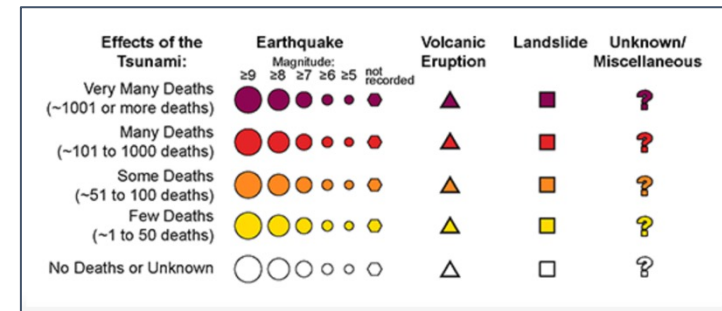 Effects of the Tsunami:
Earthquake
Magnitude:
≥9 ≥8 ≥7 ≥6 ≥5 not recorded
Volcanic Eruption
Landslide
Unknown/ Miscellaneous
Very Many Deaths
(~1001 or more deaths)
Many Deaths
(~101 to 1000 deaths)
Some Deaths
(~51 to 100 deaths)
Few Deaths
(~1 to 50 deaths)
No Deaths or Unknown